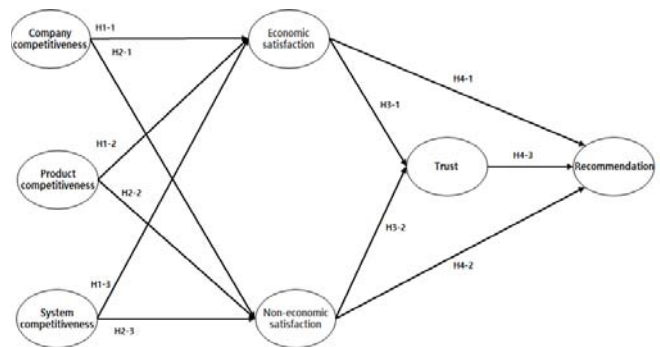 Company
competitiveness
H1-1
H2-1
Economic
satisfaction
H4-1
H3-1
H1-2
Product
competitiveness
H2-2
Trust
H4-3
Recommendation
H3-2
H4-2
H1-3
System
competitiveness
H2-3
Non-economic
satisfaction